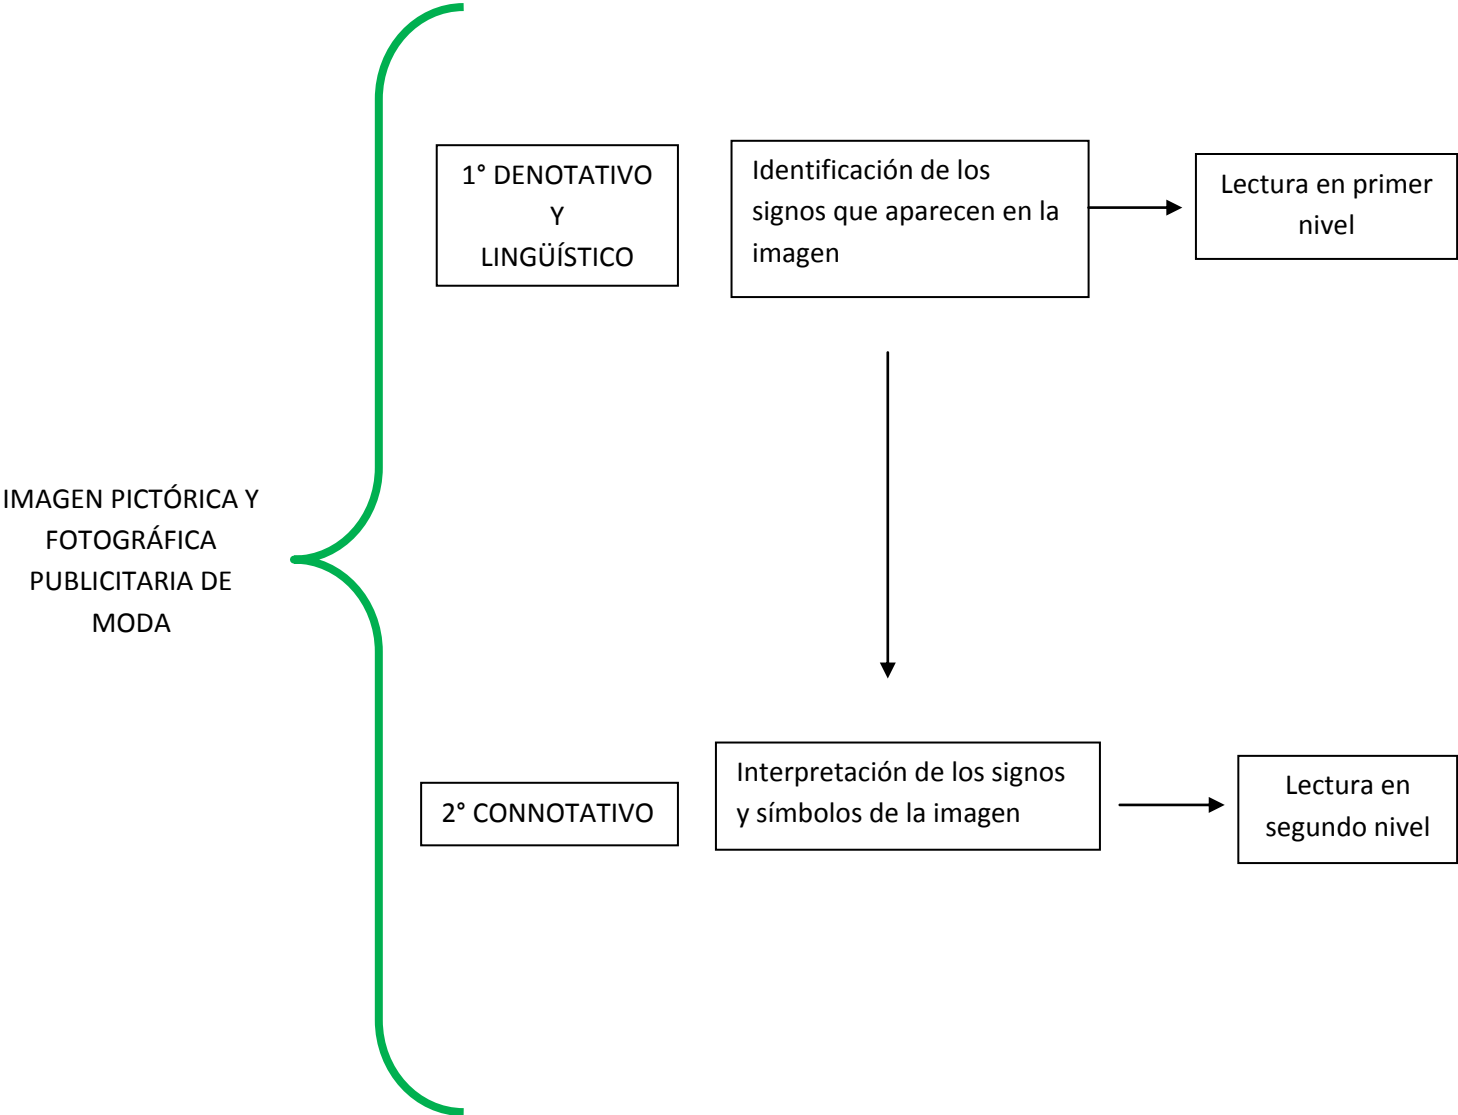 IMAGEN PICTÓRICA Y
FOTOGRÁFICA
PUBLICITARIA DE
MODA
1° DENOTATIVO
Y
LINGÜÍSTICO
Identificación de los
signos que aparecen en la
imagen
Lectura en primer
nivel
2° CONNOTATIVO
Interpretación de los signos
y símbolos de la imagen
Lectura en
segundo nivel